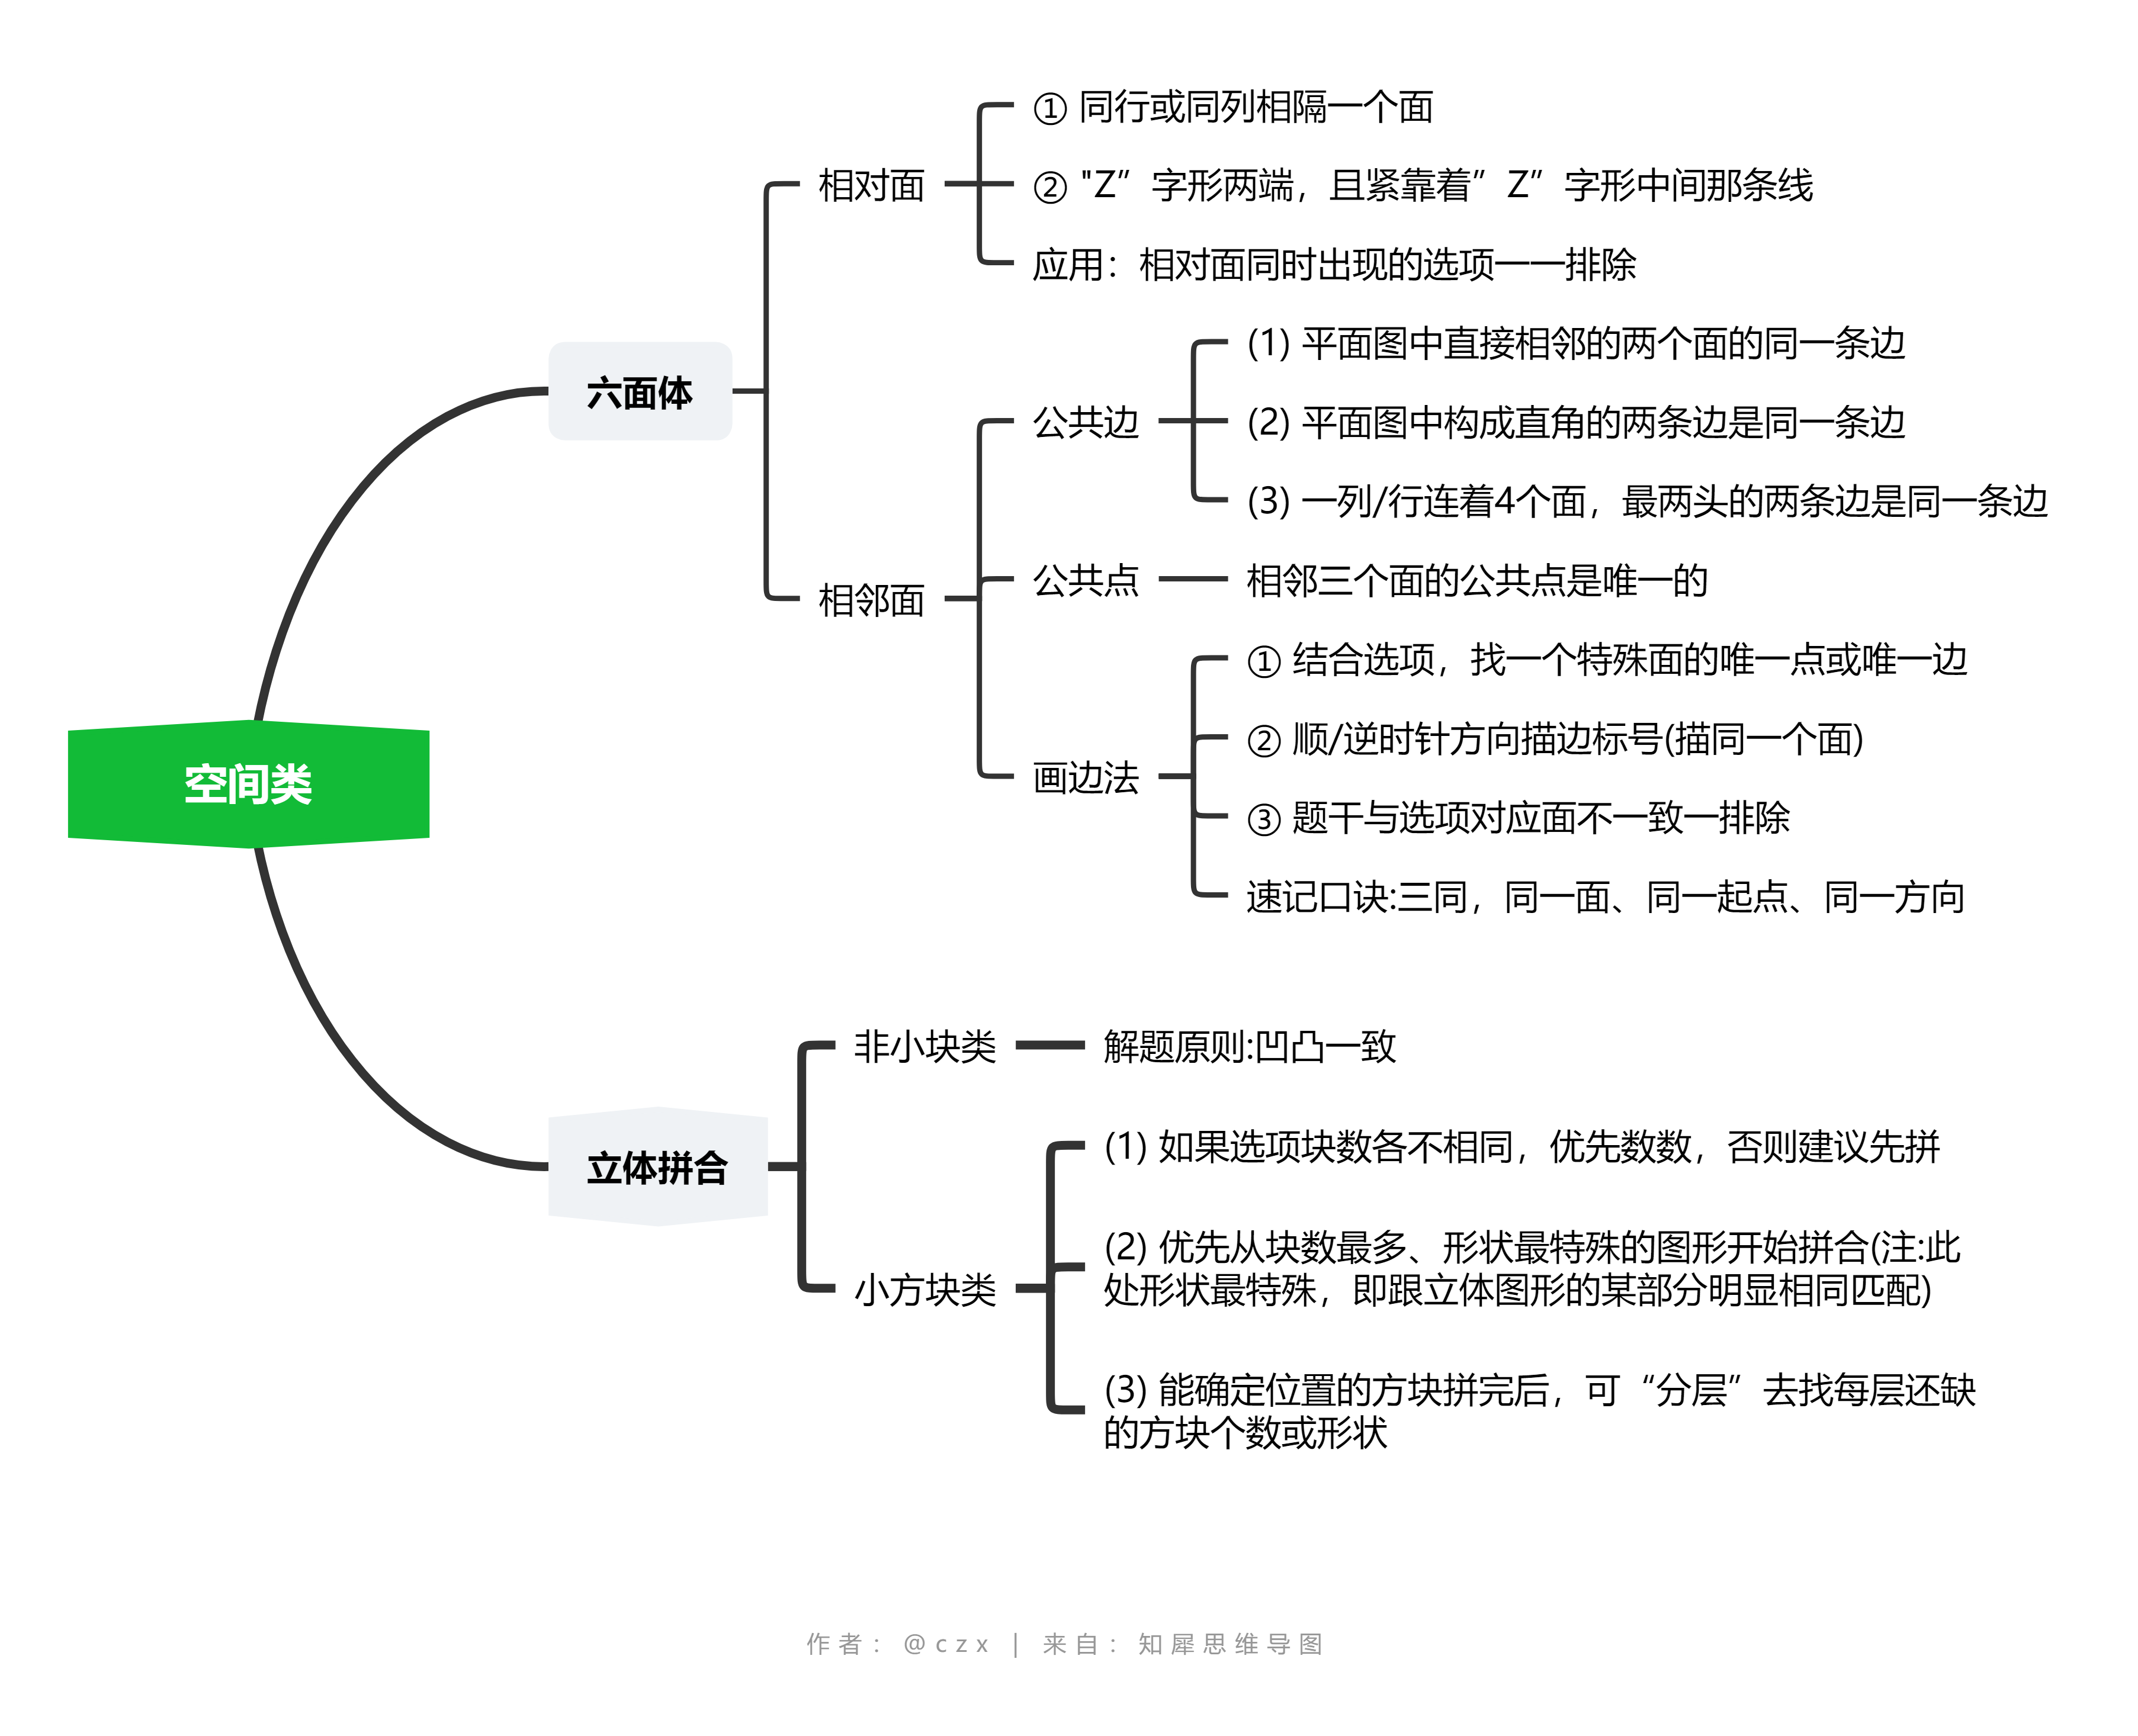 空间类
六面体
相对面
① 同行或同列相隔一个面
② "Z”字形两端，且紧靠着”Z”字形中间那条线
应用：相对面同时出现的选项一一排除
相邻面
公共边
(1) 平面图中直接相邻的两个面的同一条边
(2) 平面图中构成直角的两条边是同一条边
(3) 一列/行连着4个面，最两头的两条边是同一条边
公共点
相邻三个面的公共点是唯一的
画边法
① 结合选项，找一个特殊面的唯一点或唯一边
② 顺/逆时针方向描边标号(描同一个面)
③ 题干与选项对应面不一致一排除
速记口诀:三同，同一面、同一起点、同一方向
立体拼合
非小块类
解题原则:凹凸一致
小方块类
(1) 如果选项块数各不相同，优先数数，否则建议先拼
(2) 优先从块数最多、形状最特殊的图形开始拼合(注:此
处形状最特殊，即跟立体图形的某部分明显相同匹配)
(3) 能确定位置的方块拼完后，可“分层”去找每层还缺
的方块个数或形状
作者：@czx | 来自：知犀思维导图